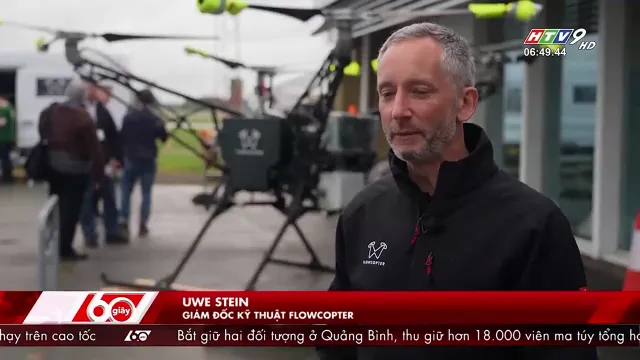 HTV9 HD
06:49.44
FLOWCOPTER
UWE STEIN
GIÁM ĐỐC KỸ THUẬT FLOWCOPTER
60 giây
hạy trên cao tốc 60 Bắt giữ hai đối tượng ở Quảng Bình, thu giữ hơn 18.000 viên ma túy tổng h